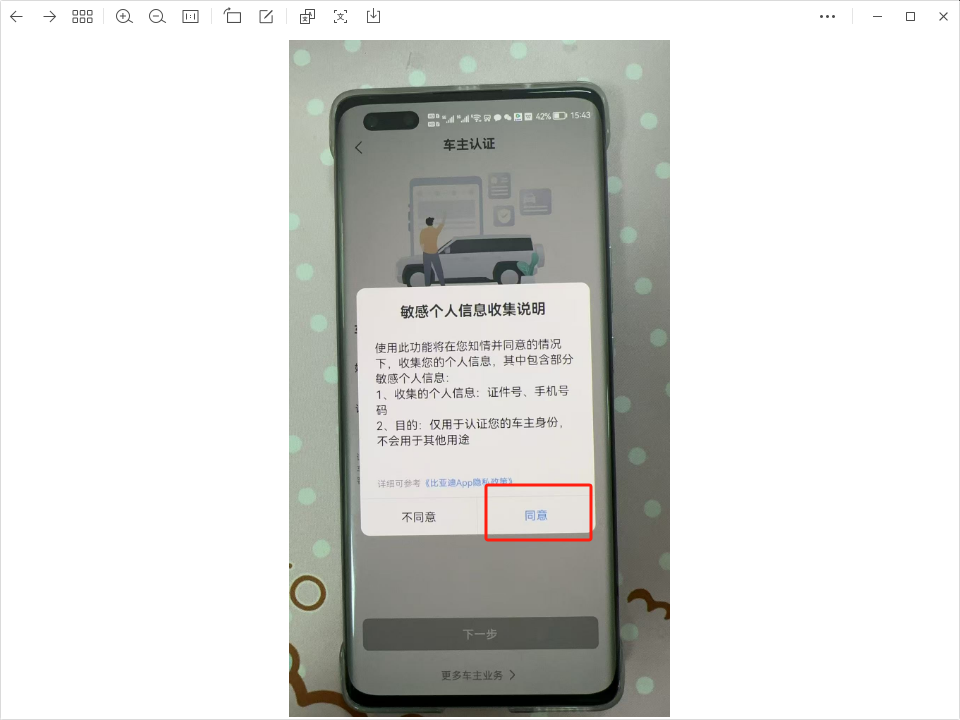 42% 15:43
车主认证
敏感个人信息收集说明
使用此功能将在您知情并同意的情况
下，收集您的个人信息，其中包含部分
敏感个人信息：
1、收集的个人信息：证件号、手机号
码
2、目的：仅用于认证您的车主身份，
不会用于其他用途
详细可参考《比亚迪App隐私政策》
不同意
同意
下一步
更多车主业务